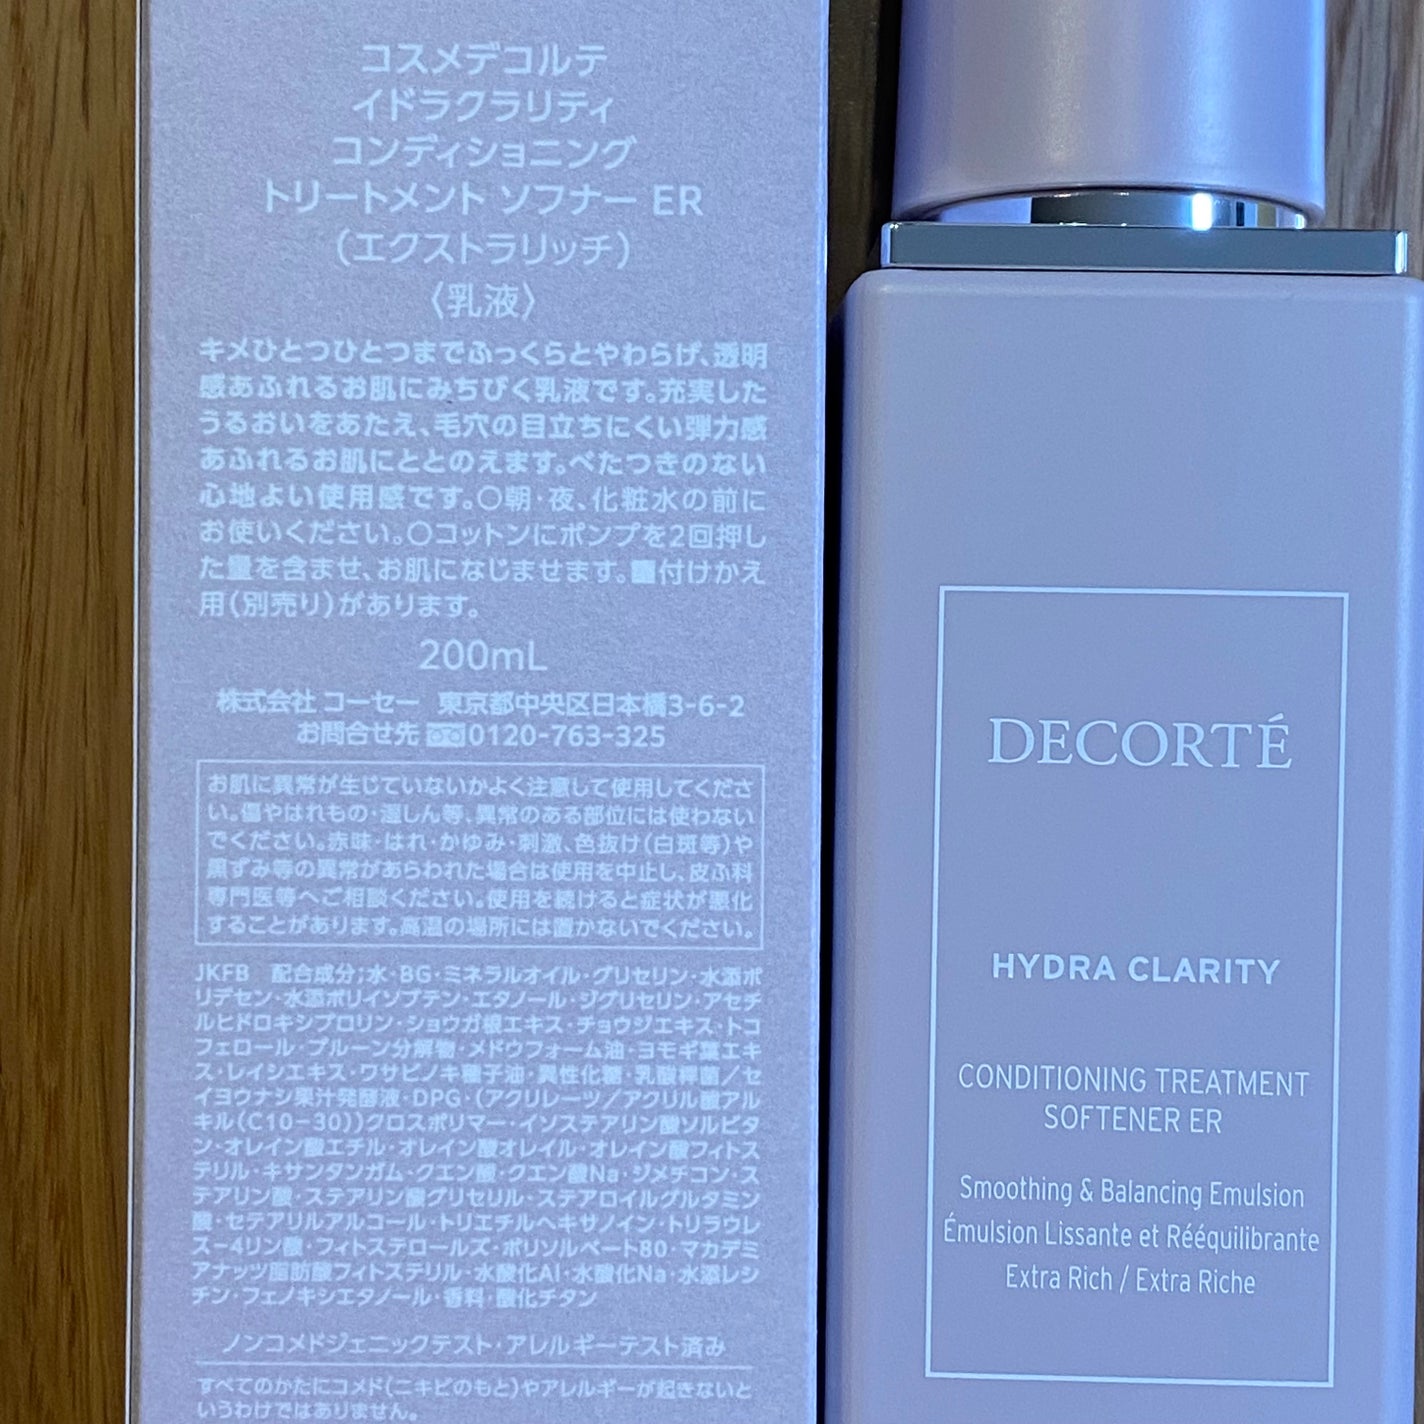 コスメデコルテ
イドラクラリティ
コンディショニング
トリートメント ソフナー ER
(エクストラリッチ)
〈乳液〉
キメひとつひとつまでふっくらとやわらげ、透明
感あふれるお肌にみちびく乳液です。充実した
うるおいをあたえ、毛穴の目立ちにくい弾力感
あふれるお肌にととのえます。べたつきのない
心地よい使用感です。○朝・夜、化粧水の前に
お使いください。○コットンにポンプを2回押し
た量を含ませ、お肌になじませます。■付けかえ
用(別売り)があります。
200mL
株式会社 コーセー 東京都中央区日本橋3-6-2
お問合せ先 0120-763-325
お肌に異常が生じていないかよく注意して使用してくださ
い。傷やはれもの・湿しん等、異常のある部位には使わない
でください。赤味・はれ・かゆみ・刺激、色抜け(白斑等)や
黒ずみ等の異常があらわれた場合は使用を中止し、皮ふ科
専門医等へご相談ください。使用を続けると症状が悪化
することがあります。高温の場所には置かないでください。
JKFB 配合成分;水・BG・ミネラルオイル・グリセリン・水添ポ
リデセン・水添ポリイソブテン・エタノール・ジグリセリン・アセチ
ルヒドロキシプロリン・ショウガ根エキス・チョウジエキス・トコ
フェロール・プルーン分解物・メドウフォーム油・ヨモギ葉エキ
ス・レイシエキス・ワサビノキ種子油・異性化糖・乳酸桿菌/セ
イヨウナシ果汁発酵液・DPG・(アクリレーツ/アクリル酸アル
キル(C10-30))クロスポリマー・イソステアリン酸ソルビタ
ン・オレイン酸エチル・オレイン酸オレイル・オレイン酸フィトス
テリル・キサンタンガム・クエン酸・クエン酸Na・ジメチコン・ス
テアリン酸・ステアリン酸グリセリル・ステアロイルグルタミン
酸・セテアリルアルコール・トリエチルヘキサノイン・トリラウレ
ス-4リン酸・フィトステロールズ・ポリソルベート80・マカデミ
アナッツ脂肪酸フィトステリル・水酸化Al・水酸化Na・水添レシ
チン・フェノキシエタノール・香料・酸化チタン
ノンコメドジェニックテスト・アレルギーテスト済み
すべてのかたにコメド(ニキビのもと)やアレルギーが起きないと
いうわけではありません。
DECORTÉ
HYDRA CLARITY
CONDITIONING TREATMENT
SOFTENER ER
Smoothing & Balancing Emulsion
Émulsion Lissante et Rééquilibrante
Extra Rich / Extra Riche